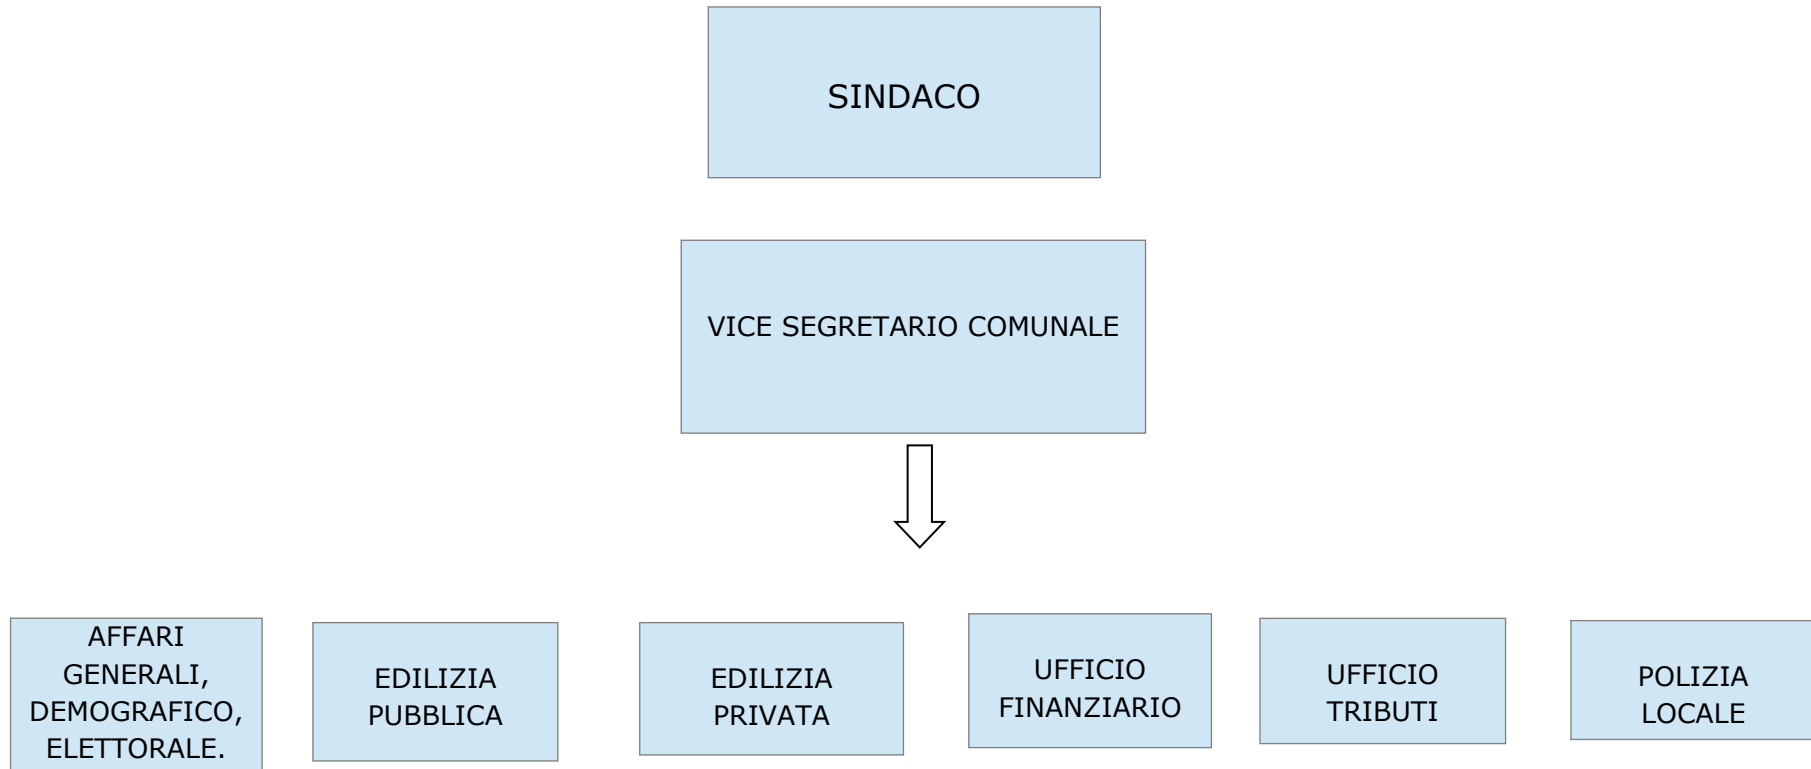 SINDACO
VICE SEGRETARIO COMUNALE
AFFARI
GENERALI,
DEMOGRAFICO,
ELETTORALE.
EDILIZIA
PUBBLICA
EDILIZIA
PRIVATA
UFFICIO
FINANZIARIO
UFFICIO
TRIBUTI
POLIZIA
LOCALE